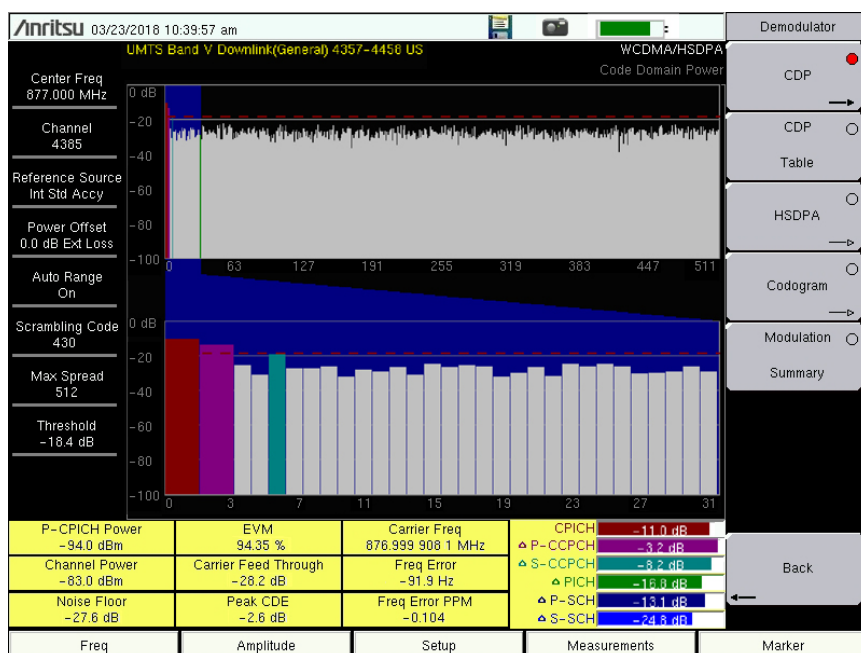 Anritsu 03/23/2018 10:39:57 am
UMTS Band V Downlink(General) 4357-4458 US
WCDMA/HSDPA
Code Domain Power
Center Freq
877.000 MHz
Channel
4385
Reference Source
Int Std Accy
Power Offset
0.0 dB Ext Loss
Auto Range
On
Scrambling Code
430
Max Spread
512
Threshold
-18.4 dB
0 dB
-20
-40
-60
-80
-100
0 63 127 191 255 319 383 447 511
0 dB
-20
-40
-60
-80
-100
0 3 7 11 15 19 23 27 31
P-CPICH Power
-94.0 dBm
EVM
94.35 %
Carrier Freq
876.999 908 1 MHz
Channel Power
-83.0 dBm
Carrier Feed Through
-28.2 dB
Freq Error
-91.9 Hz
Noise Floor
-27.6 dB
Peak CDE
-2.6 dB
Freq Error PPM
-0.104
CPICH -11.0 dB
Δ P-CCPCH -3.2 dB
Δ S-CCPCH -8.2 dB
Δ PICH -16.8 dB
Δ P-SCH -13.1 dB
Δ S-SCH -24.8 dB
Demodulator
CDP
CDP
Table
HSDPA
Codogram
Modulation
Summary
Back
Freq Amplitude Setup Measurements Marker